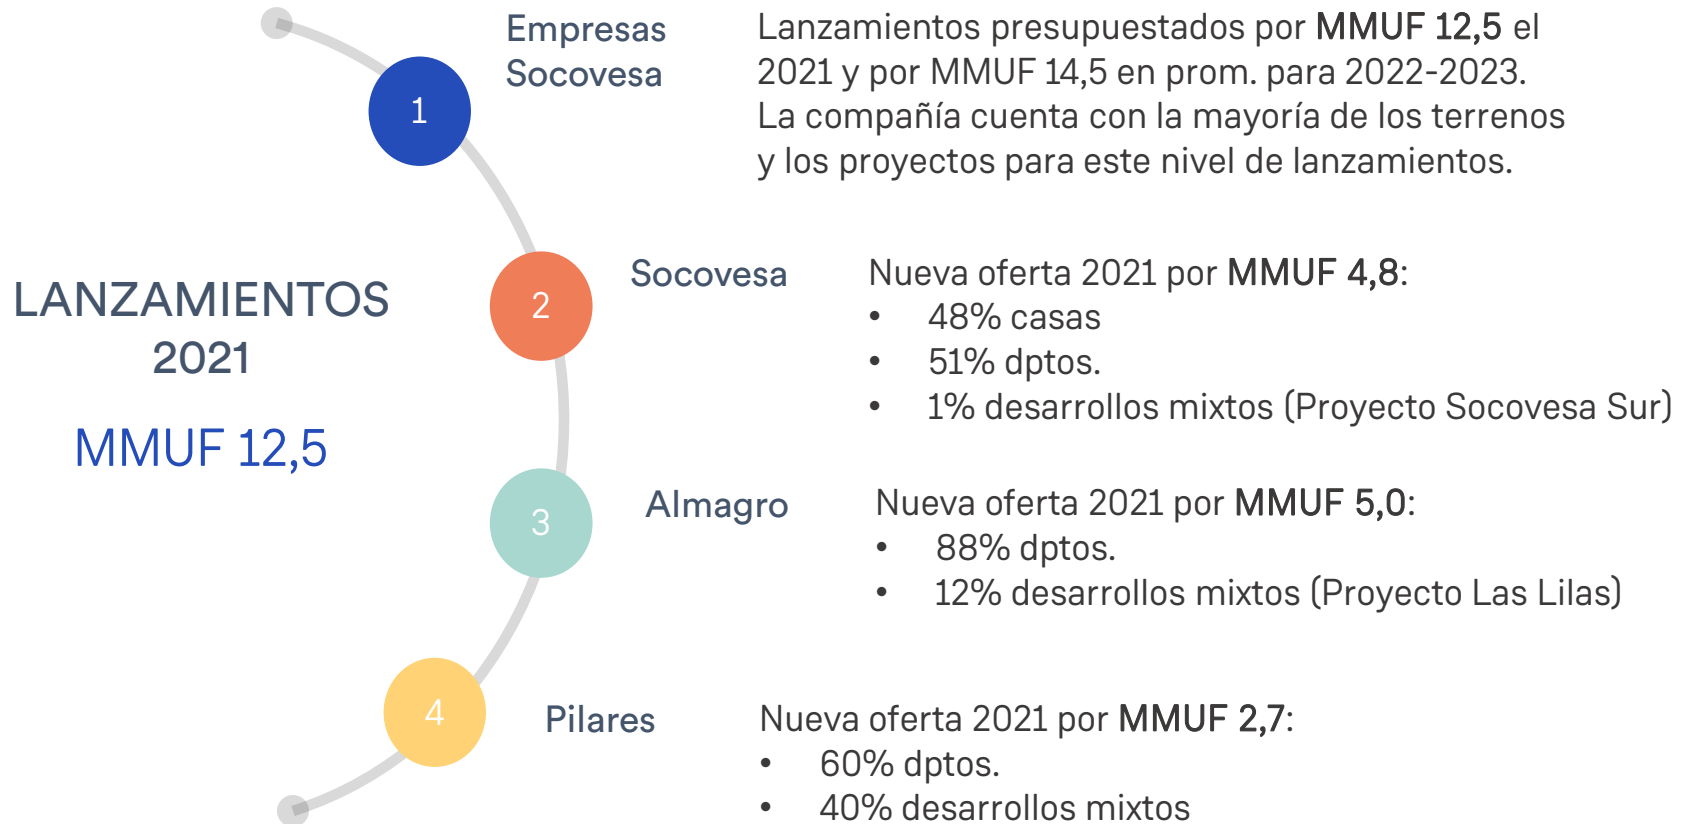 LANZAMIENTOS
2021
MMUF 12,5
1
Empresas
Socovesa
Lanzamientos presupuestados por MMUF 12,5 el
2021 y por MMUF 14,5 en prom. para 2022-2023.
La compañía cuenta con la mayoría de los terrenos
y los proyectos para este nivel de lanzamientos.
2
Socovesa
Nueva oferta 2021 por MMUF 4,8:
• 48% casas
• 51% dptos.
• 1% desarrollos mixtos (Proyecto Socovesa Sur)
3
Almagro
Nueva oferta 2021 por MMUF 5,0:
• 88% dptos.
• 12% desarrollos mixtos (Proyecto Las Lilas)
4
Pilares
Nueva oferta 2021 por MMUF 2,7:
• 60% dptos.
• 40% desarrollos mixtos